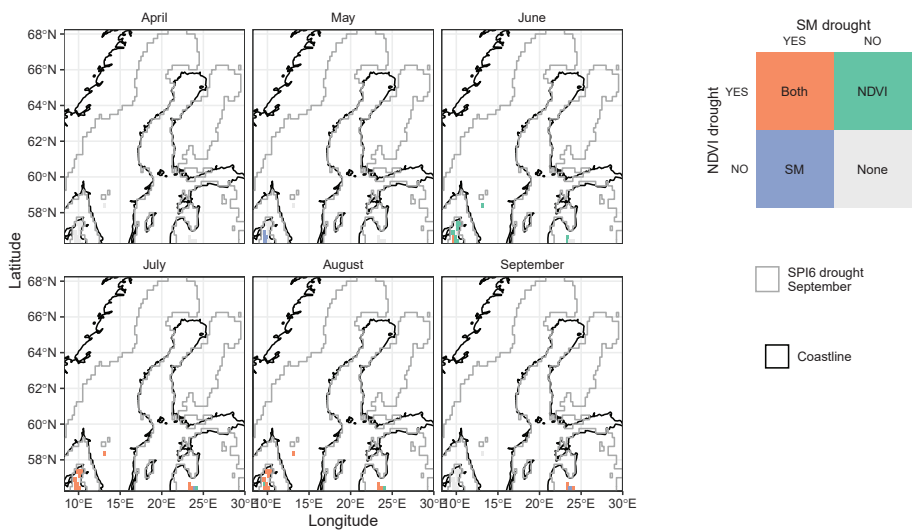 April May June
68°N
66°N
64°N
62°N
60°N
58°N
July August September
68°N
66°N
64°N
62°N
60°N
58°N
10°E 15°E 20°E 25°E 30°E 10°E 15°E 20°E 25°E 30°E 10°E 15°E 20°E 25°E 30°E
Longitude
Latitude
SM drought
YES NO
NDVI drought
YES
NO
Both
NDVI
SM
None
SPI6 drought
September
Coastline